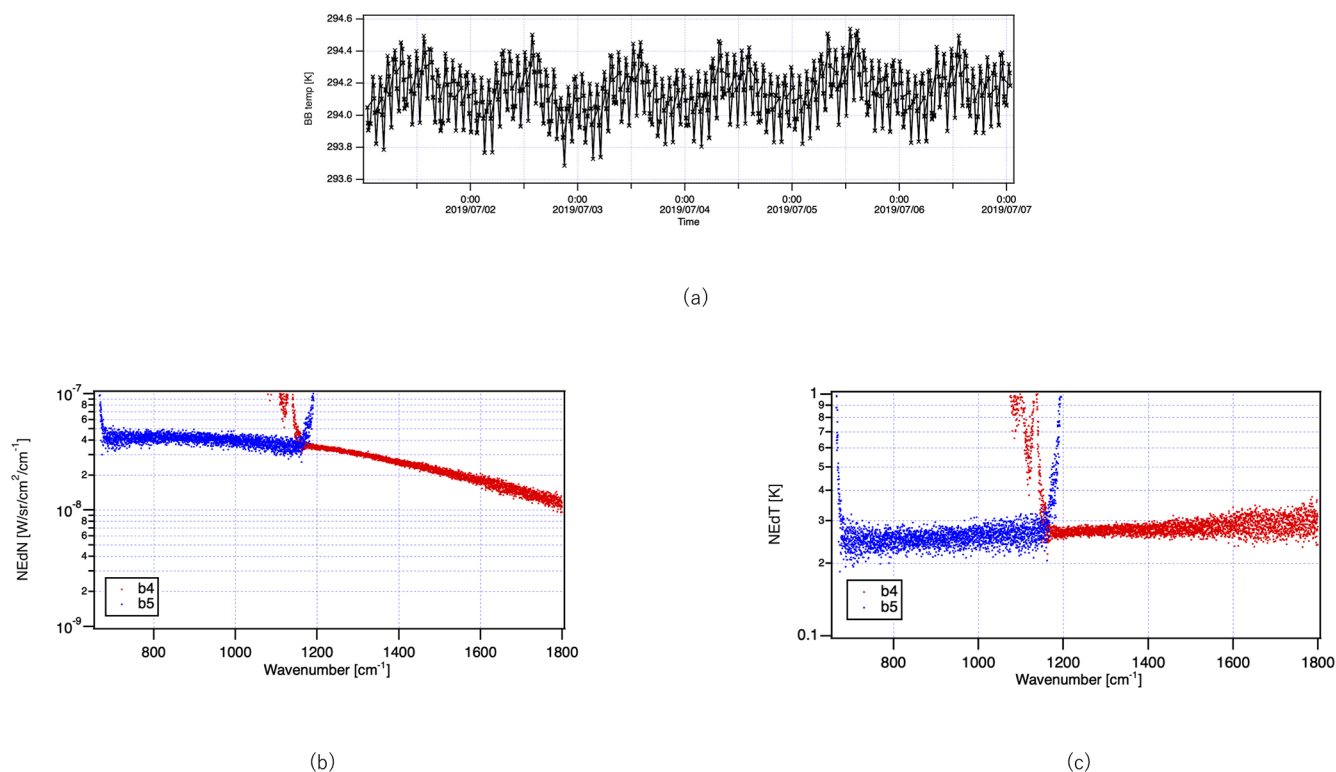 294.6
294.4
294.2
294.0
293.8
293.6
BB temp [K]
0:00 0:00 0:00 0:00 0:00 0:00
2019/07/02 2019/07/03 2019/07/04 2019/07/05 2019/07/06 2019/07/07
Time
(a)
10⁻⁷
8
6
4
2
10⁻⁸
8
6
4
2
10⁻⁹
NEdN [W/sr/cm²/cm⁻¹]
b4
b5
800 1000 1200 1400 1600 1800
Wavenumber [cm⁻¹]
(b)
1
9
8
7
6
5
4
3
2
0.1
NEdT [K]
b4
b5
800 1000 1200 1400 1600 1800
Wavenumber [cm⁻¹]
(c)